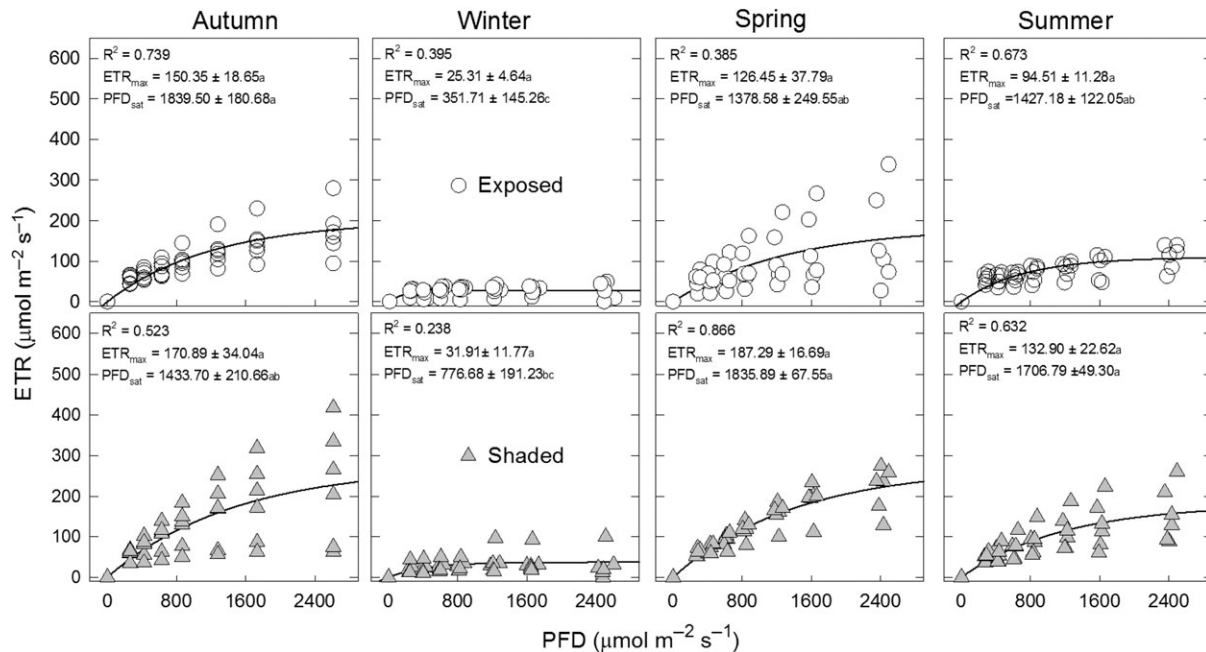 Autumn Winter Spring Summer
R² = 0.739
ETRmax = 150.35 ± 18.65a
PFDsat = 1839.50 ± 180.68a
R² = 0.395
ETRmax = 25.31 ± 4.64a
PFDsat = 351.71 ± 145.26c
R² = 0.385
ETRmax = 126.45 ± 37.79a
PFDsat = 1378.58 ± 249.55ab
R² = 0.673
ETRmax = 94.51 ± 11.28a
PFDsat =1427.18 ± 122.05ab
600
500
400
300
200
100
0
Exposed
R² = 0.523
ETRmax = 170.89 ± 34.04a
PFDsat = 1433.70 ± 210.66ab
R² = 0.238
ETRmax = 31.91± 11.77a
PFDsat = 776.68 ± 191.23bc
R² = 0.866
ETRmax = 187.29 ± 16.69a
PFDsat = 1835.89 ± 67.55a
R² = 0.632
ETRmax = 132.90 ± 22.62a
PFDsat = 1706.79 ±49.30a
600
500
400
300
200
100
0
Shaded
ETR (μmol m⁻² s⁻¹)
0 800 1600 2400 0 800 1600 2400 0 800 1600 2400 0 800 1600 2400
PFD (μmol m⁻² s⁻¹)